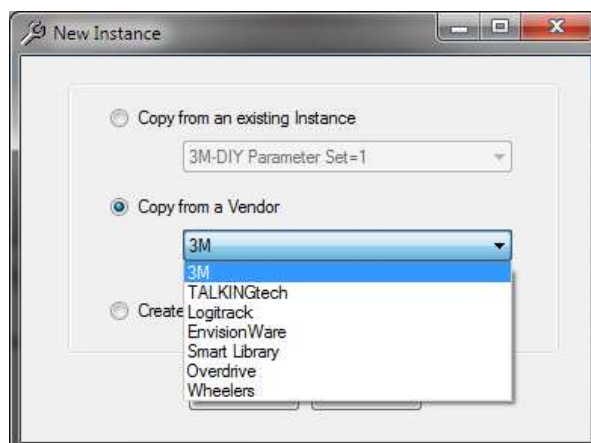 New Instance
Copy from an existing Instance
3M-DIY Parameter Set=1
Copy from a Vendor
3M
3M
TALKINGtech
Create
Logitrack
EnvisionWare
Smart Library
Overdrive
Wheelers